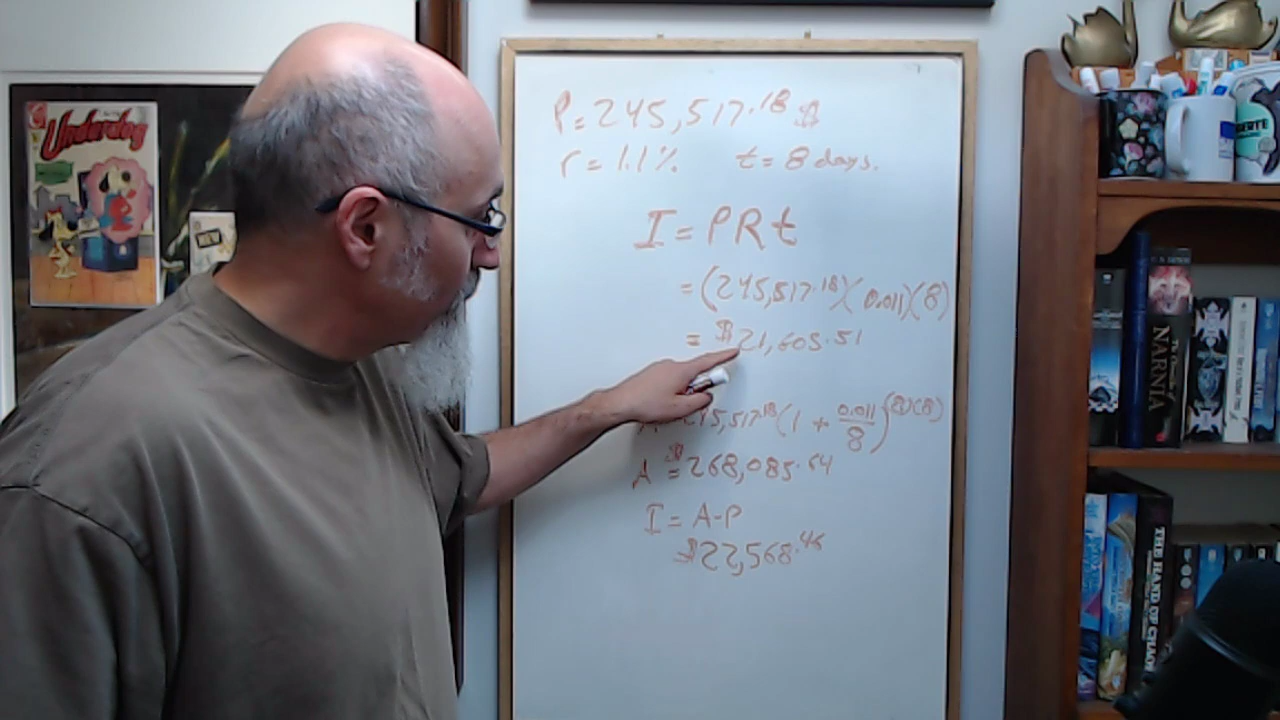 P=245,517.18 $
r=1.1% t=8 days.
I=PRt
=(245,517.18)(0.011)(8)
=$21,605.51
245,517.18(1+0.011/8)^(8)(8)
A=$268,085.64
I=A-P
$22,568.46
Underdog
NARNIA
THE HAND OF CHAOS